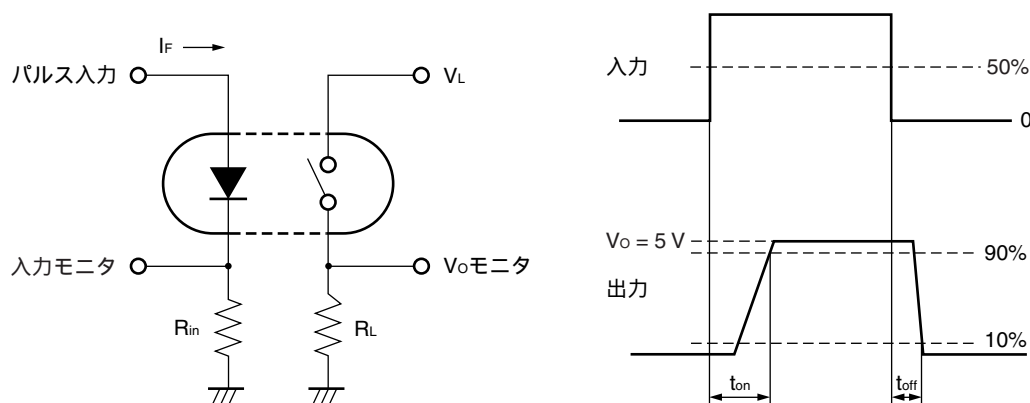 IF
パルス入力
VL
入力モニタ
VOモニタ
Rin
RL
入力
50%
0
VO = 5 V
90%
出力
10%
ton
toff